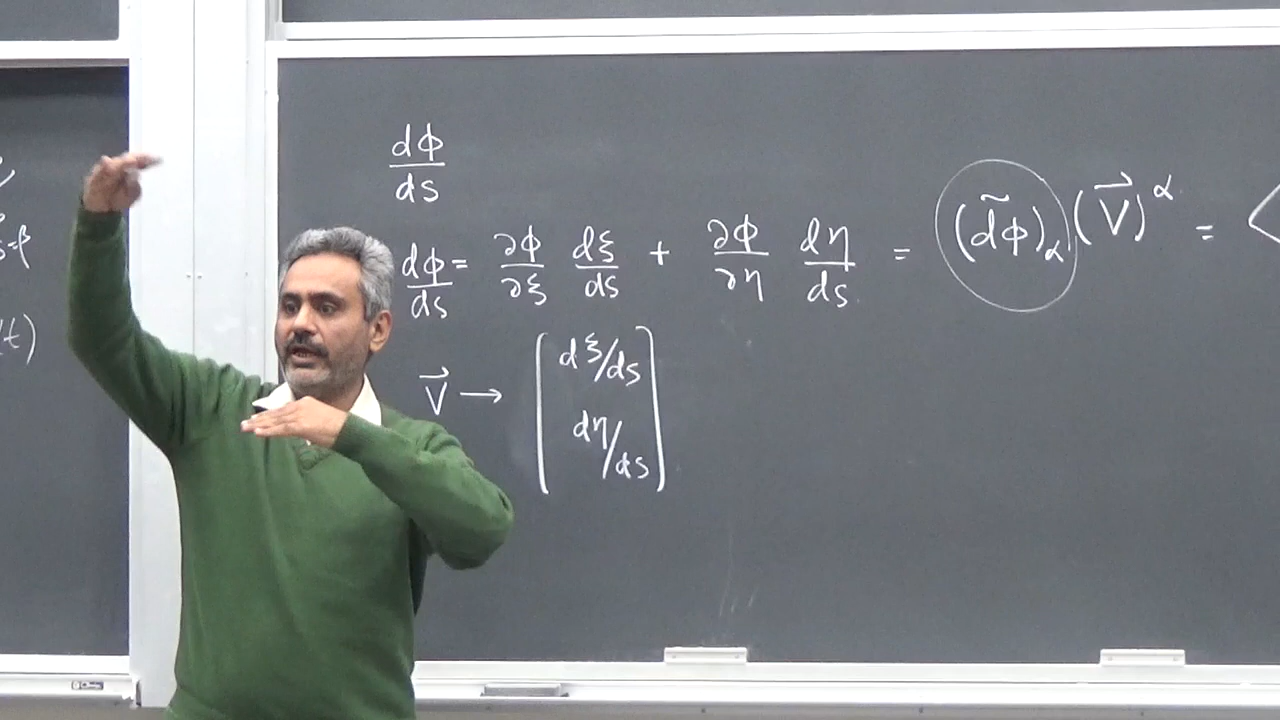 dφ/ds
dφ/ds = ∂φ/∂ξ dξ/ds + ∂φ/∂η dη/ds = (d̃φ)_α (V⃗)^α = ⟨
V⃗ → [ dξ/ds
dη/ds ]
s=β
(t)